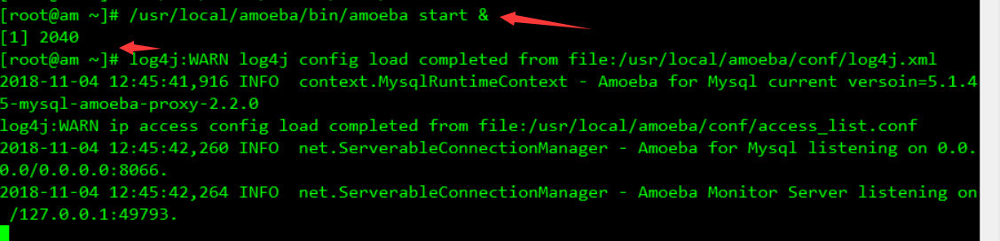 [root@am ~]# /usr/local/amoeba/bin/amoeba start &
[1] 2040
[root@am ~]# log4j:WARN log4j config load completed from file:/usr/local/amoeba/conf/log4j.xml
2018-11-04 12:45:41,916 INFO  context.MysqlRuntimeContext - Amoeba for Mysql current versoin=5.1.4
5-mysql-amoeba-proxy-2.2.0
log4j:WARN ip access config load completed from file:/usr/local/amoeba/conf/access_list.conf
2018-11-04 12:45:42,260 INFO  net.ServerableConnectionManager - Amoeba for Mysql listening on 0.0.
0.0/0.0.0.0:8066.
2018-11-04 12:45:42,264 INFO  net.ServerableConnectionManager - Amoeba Monitor Server listening on
 /127.0.0.1:49793.